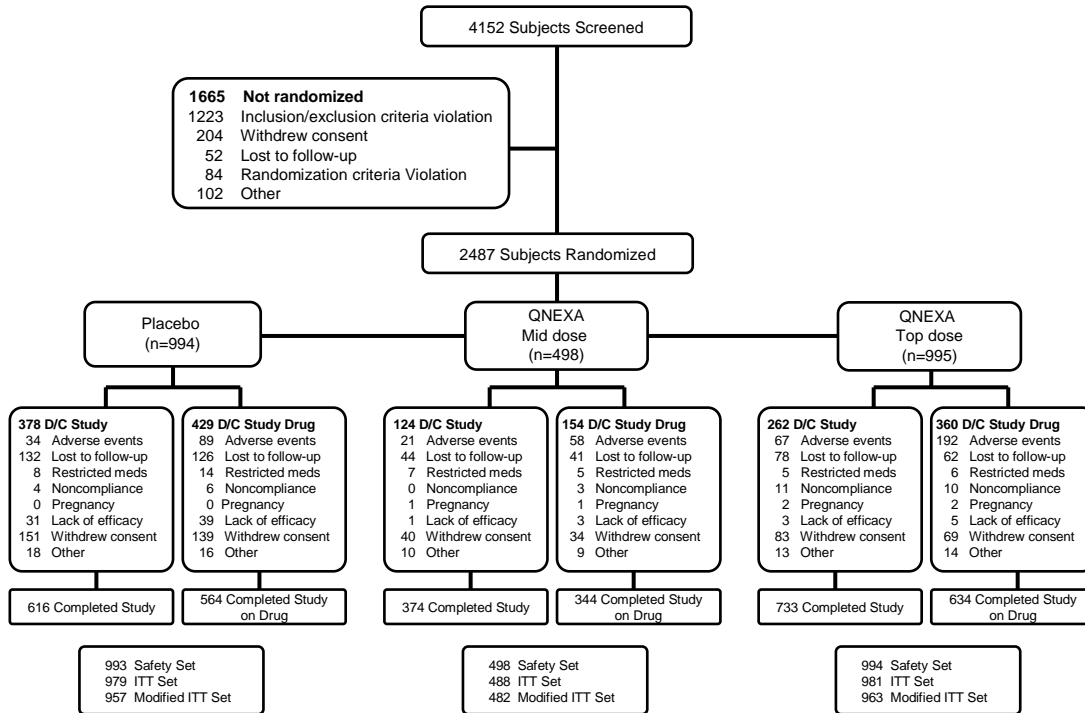 4152 Subjects Screened
1665 Not randomized
1223 Inclusion/exclusion criteria violation
204 Withdrew consent
52 Lost to follow-up
84 Randomization criteria Violation
102 Other
2487 Subjects Randomized
Placebo
(n=994)
QNEXA
Mid dose
(n=498)
QNEXA
Top dose
(n=995)
378 D/C Study
34 Adverse events
132 Lost to follow-up
8 Restricted meds
4 Noncompliance
0 Pregnancy
31 Lack of efficacy
151 Withdrew consent
18 Other
429 D/C Study Drug
89 Adverse events
126 Lost to follow-up
14 Restricted meds
6 Noncompliance
0 Pregnancy
39 Lack of efficacy
139 Withdrew consent
16 Other
124 D/C Study
21 Adverse events
44 Lost to follow-up
7 Restricted meds
0 Noncompliance
1 Pregnancy
1 Lack of efficacy
40 Withdrew consent
10 Other
154 D/C Study Drug
58 Adverse events
41 Lost to follow-up
5 Restricted meds
3 Noncompliance
1 Pregnancy
3 Lack of efficacy
34 Withdrew consent
9 Other
262 D/C Study
67 Adverse events
78 Lost to follow-up
5 Restricted meds
11 Noncompliance
2 Pregnancy
3 Lack of efficacy
83 Withdrew consent
13 Other
360 D/C Study Drug
192 Adverse events
62 Lost to follow-up
6 Restricted meds
10 Noncompliance
2 Pregnancy
5 Lack of efficacy
69 Withdrew consent
14 Other
616 Completed Study
564 Completed Study
on Drug
374 Completed Study
344 Completed Study
on Drug
733 Completed Study
634 Completed Study
on Drug
993 Safety Set
979 ITT Set
957 Modified ITT Set
498 Safety Set
488 ITT Set
482 Modified ITT Set
994 Safety Set
981 ITT Set
963 Modified ITT Set